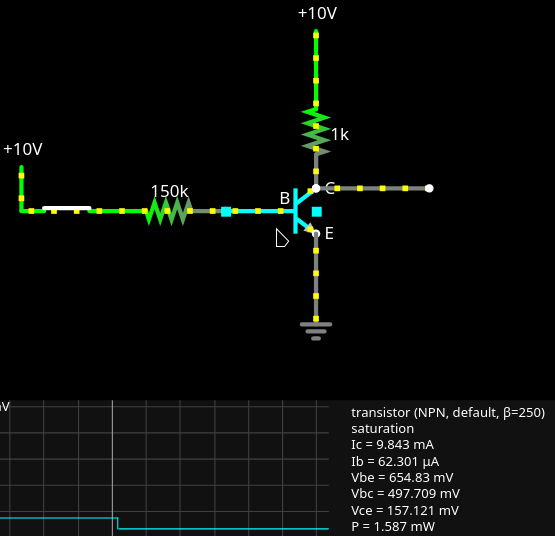 +10V
+10V
150k
1k
B
C
E
V
transistor (NPN, default, β=250)
saturation
Ic = 9.843 mA
Ib = 62.301 μA
Vbe = 654.83 mV
Vbc = 497.709 mV
Vce = 157.121 mV
P = 1.587 mW